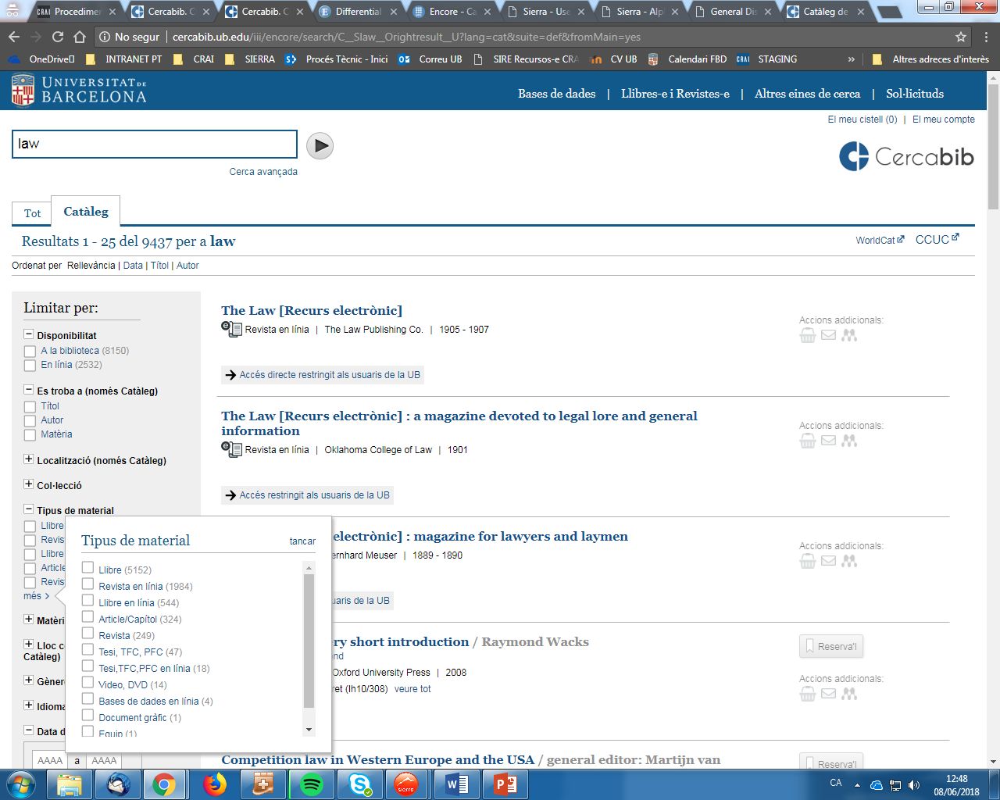 Procedimen
Cercabib. C
Cercabib. C
Differential
Encore - Ca
Sierra - Use
Sierra - Alp
General Dis
Catàleg de
No segur | cercabib.ub.edu/iii/encore/search/C__Slaw__Orightresult__U?lang=cat&suite=def&fromMain=yes
OneDrive
INTRANET PT
CRAI
SIERRA
Procés Tècnic - Inici
Correu UB
SIRE Recursos-e CRA
CV UB
Calendari FBD
STAGING
»
Altres adreces d'interès
UNIVERSITAT DE
BARCELONA
Bases de dades | Llibres-e i Revistes-e | Altres eines de cerca | Sol·licituds
El meu cistell (0) | El meu compte
law
Cerca avançada
Cercabib
Tot
Catàleg
Resultats 1 - 25 del 9437 per a law
WorldCat
CCUC
Ordenat per Rellevància | Data | Títol | Autor
Limitar per:
Disponibilitat
A la biblioteca (8150)
En línia (2532)
Es troba a (només Catàleg)
Títol
Autor
Matèria
Localització (només Catàleg)
Col·lecció
Tipus de material
Llibre
Revis
Llibre
Article
Revis
més >
Matèri
Lloc c
Catàleg)
Gèner
Idioma
Data d
AAAA a AAAA
Tipus de material
tancar
Llibre (5152)
Revista en línia (1984)
Llibre en línia (544)
Article/Capítol (324)
Revista (249)
Tesi, TFC, PFC (47)
Tesi,TFC,PFC en línia (18)
Video, DVD (14)
Bases de dades en línia (4)
Document gràfic (1)
Equip (1)
The Law [Recurs electrònic]
Revista en línia | The Law Publishing Co. | 1905 - 1907
Accés directe restringit als usuaris de la UB
Accions addicionals:
The Law [Recurs electrònic] : a magazine devoted to legal lore and general
information
Revista en línia | Oklahoma College of Law | 1901
Accés restringit als usuaris de la UB
Accions addicionals:
electrònic] : magazine for lawyers and laymen
ernhard Meuser | 1889 - 1890
uaris de la UB
Accions addicionals:
ry short introduction / Raymond Wacks
ond
Oxford University Press | 2008
ret (Ih10/308) veure tot
Reserva'l
Accions addicionals:
Competition law in Western Europe and the USA / general editor: Martijn van
Reserva'l
CA
12:48
08/06/2018